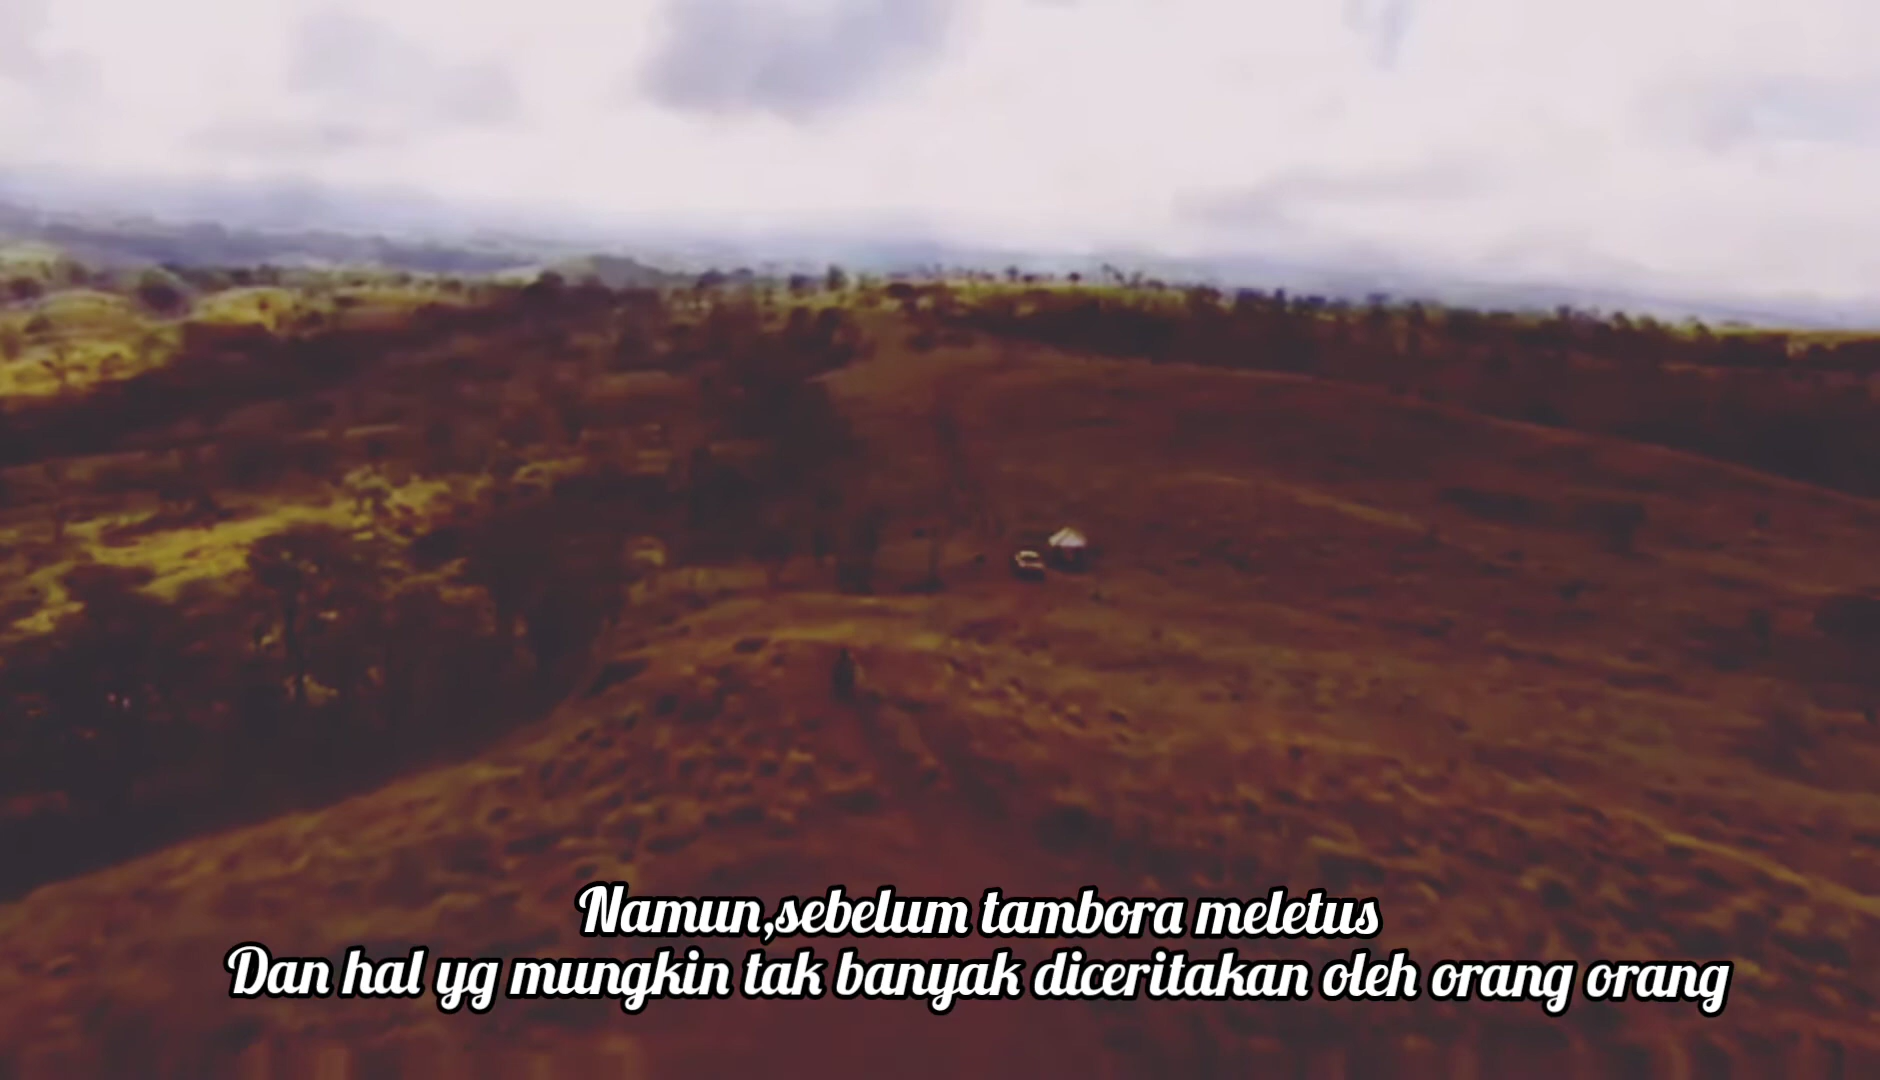 Namun,sebelum tambora meletus
Dan hal yg mungkin tak banyak diceritakan oleh orang orang